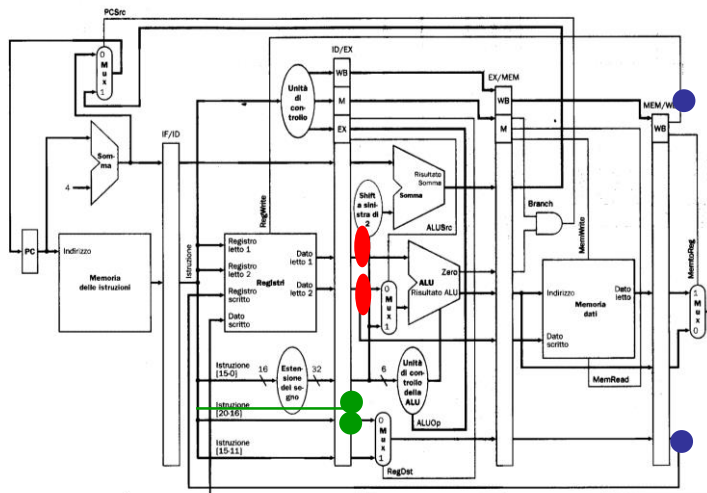 PCSrc
ID/EX
0
M
u
x
1
WB
Unità
di
controllo
M
EX
EX/MEM
WB
M
MEM/W
WB
IF/ID
Som-
ma
4
Risultato
Somma
Somma
Shift
a sini-
stra di
2
Branch
RegWrite
ALUSrc
MemWrite
MemtoReg
PC
Indirizzo
Memoria
delle istruzioni
Istruzione
Registro
letto 1
Registro
letto 2
Registri
Registro
scritto
Dato
scritto
Dato
letto 1
Dato
letto 2
0
M
u
x
1
ALU
Zero
Risultato ALU
Indirizzo
Dato
letto
Memoria
dati
Dato
scritto
1
M
u
x
0
Istruzione
[15-0]
16
Estensione
del segno
32
6
Unità
di con-
trollo
della
ALU
MemRead
Istruzione
[20-16]
ALUOp
Istruzione
[15-11]
0
M
u
x
1
RegDst